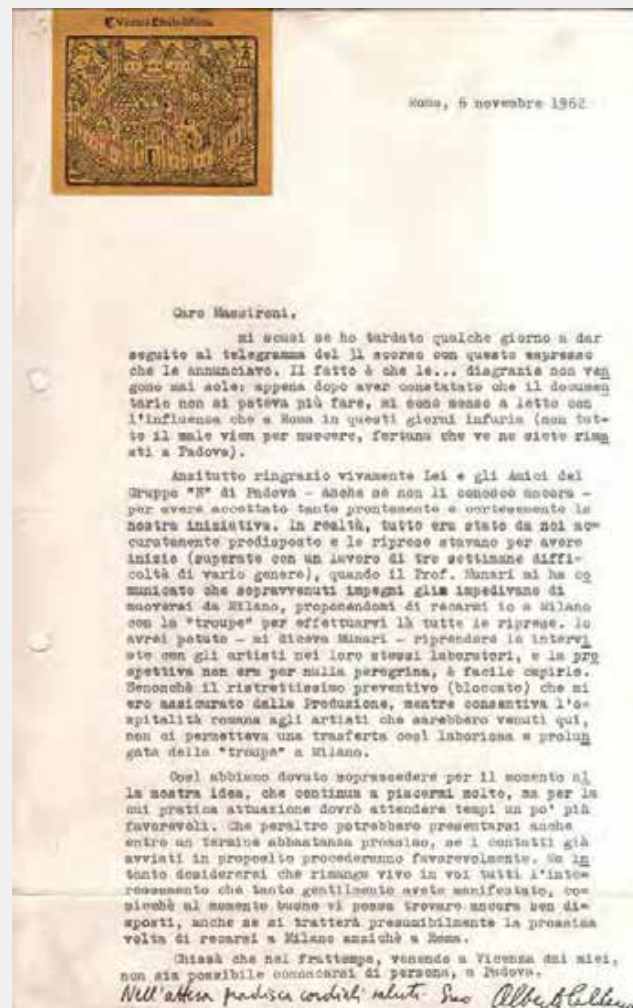 Roma, 6 novembre 1962
Caro Massironi,
mi scusi se ho tardato qualche giorno a dar
seguito al telegramma del 31 scorso con questo espresso
che le annunciavo. Il fatto è che le... disgrazie non ven
gono mai sole: appena dopo aver constatato che il documen
tario non si poteva più fare, mi sono messo a letto con
l'influenza che a Roma in questi giorni infuria (non tut-
to il male vien per nuocere, fortuna che ve ne siete rima
sti a Padova).
Anzitutto ringrazio vivamente Lei e gli Amici del
Gruppo "N" di Padova - anche se non li conosco ancora -
per avere accettato tanto prontamente e cortesemente la
nostra iniziativa. In realtà, tutto era stato da noi ac-
curatamente predisposto e le riprese stavano per avere
inizio (superate con un lavoro di tre settimane diffi-
coltà di vario genere), quando il Prof. Munari mi ha co
municato che sopravvenuti impegni gli impedivano di
muoversi da Milano, proponendomi di recarmi io a Milano
con la "troupe" per effettuarvi là tutte le riprese. Io
avrei potuto - mi diceva Munari - riprendere le intervi
ste con gli artisti nei loro stessi laboratori, e la pro
spettiva non era per nulla peregrina, è facile capirlo.
Senonchè il ristrettissimo preventivo (bloccato) che mi
ero assicurato dalla Produzione, mentre consentiva l'o-
spitalità romana agli artisti che sarebbero venuti qui,
non ci permetteva una trasferta così laboriosa e prolun
gata della "troupe" a Milano.
Così abbiamo dovuto soprassedere per il momento al
la nostra idea, che continua a piacermi molto, ma per la
cui pratica attuazione dovrò attendere tempi un po' più
favorevoli. Che peraltro potrebbero presentarsi anche
entro un termine abbastanza prossimo, se i contatti già
avviati in proposito procederanno favorevolmente. Ma in
tanto desidererei che rimanga vivo in voi tutti l'inte-
ressamento che tanto gentilmente avete manifestato, co-
sicchè al momento buono vi possa trovare ancora ben di-
sposti, anche se si tratterà presumibilmente la prossima
volta di recarsi a Milano anzichè a Roma.
Chissà che nel frattempo, venendo a Vicenza dai miei,
non sia possibile conoscersi di persona, a Padova.
Nell'attesa gradisca cordiali saluti. Suo